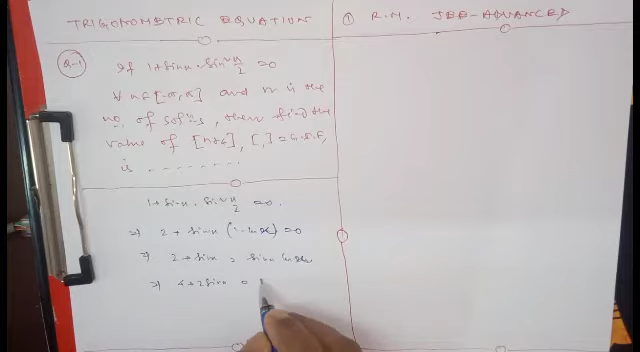 TRIGONOMETRIC EQUATION
① R.M. JEE-ADVANCED
Q.-1 If 1+sinx·sin²x/2 =0
∀ x∈[-π,π] and n is the
no. of sol:ns, then find the
value of [n+6], [,]=G.I.F,
is ........
1+sinx.sin²x/2 =0.
⇒ 2+sinx(1-cosx)=0
⇒ 2+sinx = sinx cosx
⇒ 4+2sinx =